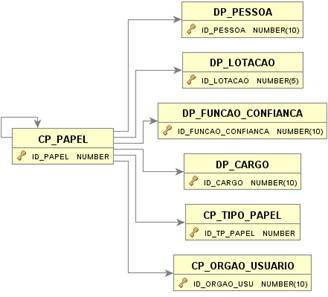 DP_PESSOA
ID_PESSOA NUMBER(10)
DP_LOTACAO
ID_LOTACAO NUMBER(5)
DP_FUNCAO_CONFIANCA
ID_FUNCAO_CONFIANCA NUMBER(10)
CP_PAPEL
ID_PAPEL NUMBER
DP_CARGO
ID_CARGO NUMBER(10)
CP_TIPO_PAPEL
ID_TP_PAPEL NUMBER
CP_ORGAO_USUARIO
ID_ORGAO_USU NUMBER(10)